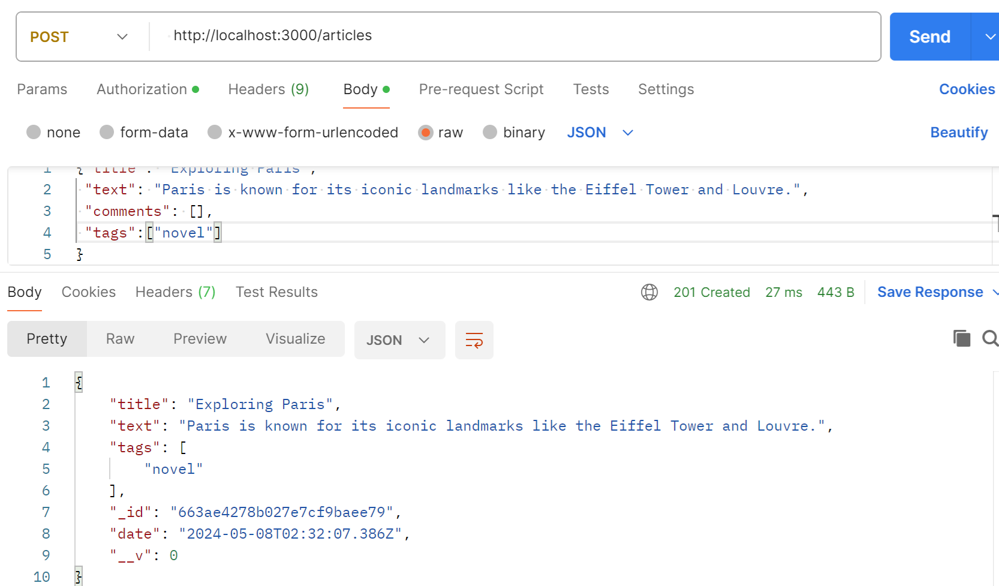 POST http://localhost:3000/articles Send
Params Authorization Headers (9) Body Pre-request Script Tests Settings Cookies
none form-data x-www-form-urlencoded raw binary JSON Beautify
1 {"title": "Exploring Paris",
2 "text": "Paris is known for its iconic landmarks like the Eiffel Tower and Louvre.",
3 "comments": [],
4 "tags":["novel"]
5 }
Body Cookies Headers (7) Test Results 201 Created 27 ms 443 B Save Response
Pretty Raw Preview Visualize JSON
1 {
2 "title": "Exploring Paris",
3 "text": "Paris is known for its iconic landmarks like the Eiffel Tower and Louvre.",
4 "tags": [
5 "novel"
6 ],
7 "_id": "663ae4278b027e7cf9baee79",
8 "date": "2024-05-08T02:32:07.386Z",
9 "__v": 0
10 }